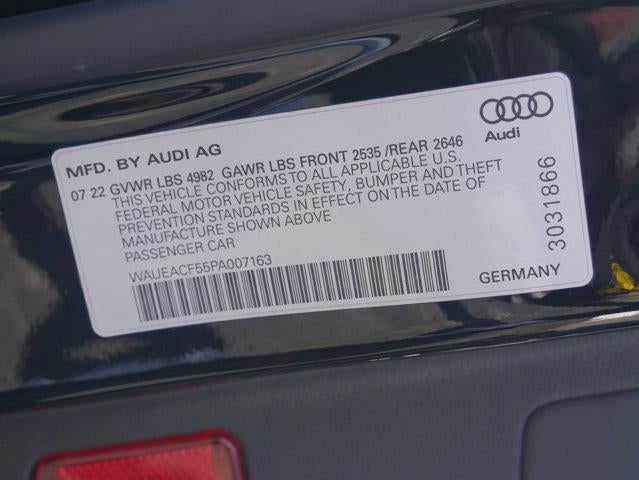 Audi
MFD. BY AUDI AG
07 22 GVWR LBS 4982 GAWR LBS FRONT 2535 /REAR 2646
THIS VEHICLE CONFORMS TO ALL APPLICABLE U.S.
FEDERAL MOTOR VEHICLE SAFETY, BUMPER AND THEFT
PREVENTION STANDARDS IN EFFECT ON THE DATE OF
MANUFACTURE SHOWN ABOVE
PASSENGER CAR
WAUEACF55PA007163
3031866
GERMANY